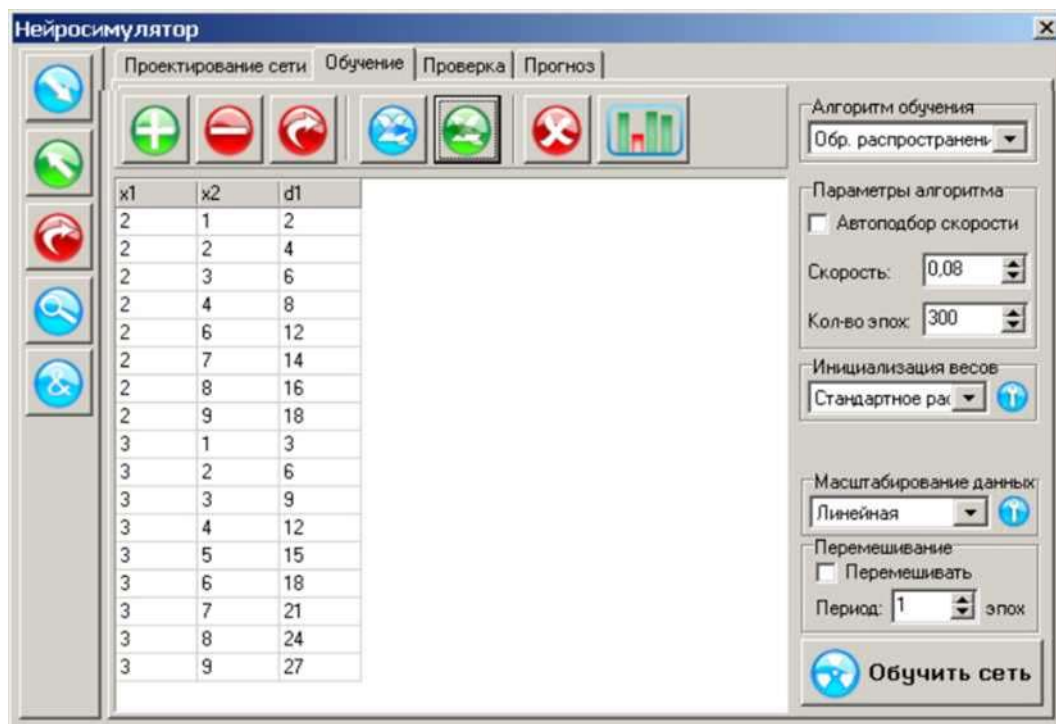 Нейросимулятор
Проектирование сети Обучение Проверка Прогноз
x1 x2 d1
2 1 2
2 2 4
2 3 6
2 4 8
2 6 12
2 7 14
2 8 16
2 9 18
3 1 3
3 2 6
3 3 9
3 4 12
3 5 15
3 6 18
3 7 21
3 8 24
3 9 27
Алгоритм обучения
Обр. распространени
Параметры алгоритма
Автоподбор скорости
Скорость: 0,08
Кол-во эпох: 300
Инициализация весов
Стандартное рас
Масштабирование данных
Линейная
Перемешивание
Перемешивать
Период: 1 эпох
Обучить сеть
&